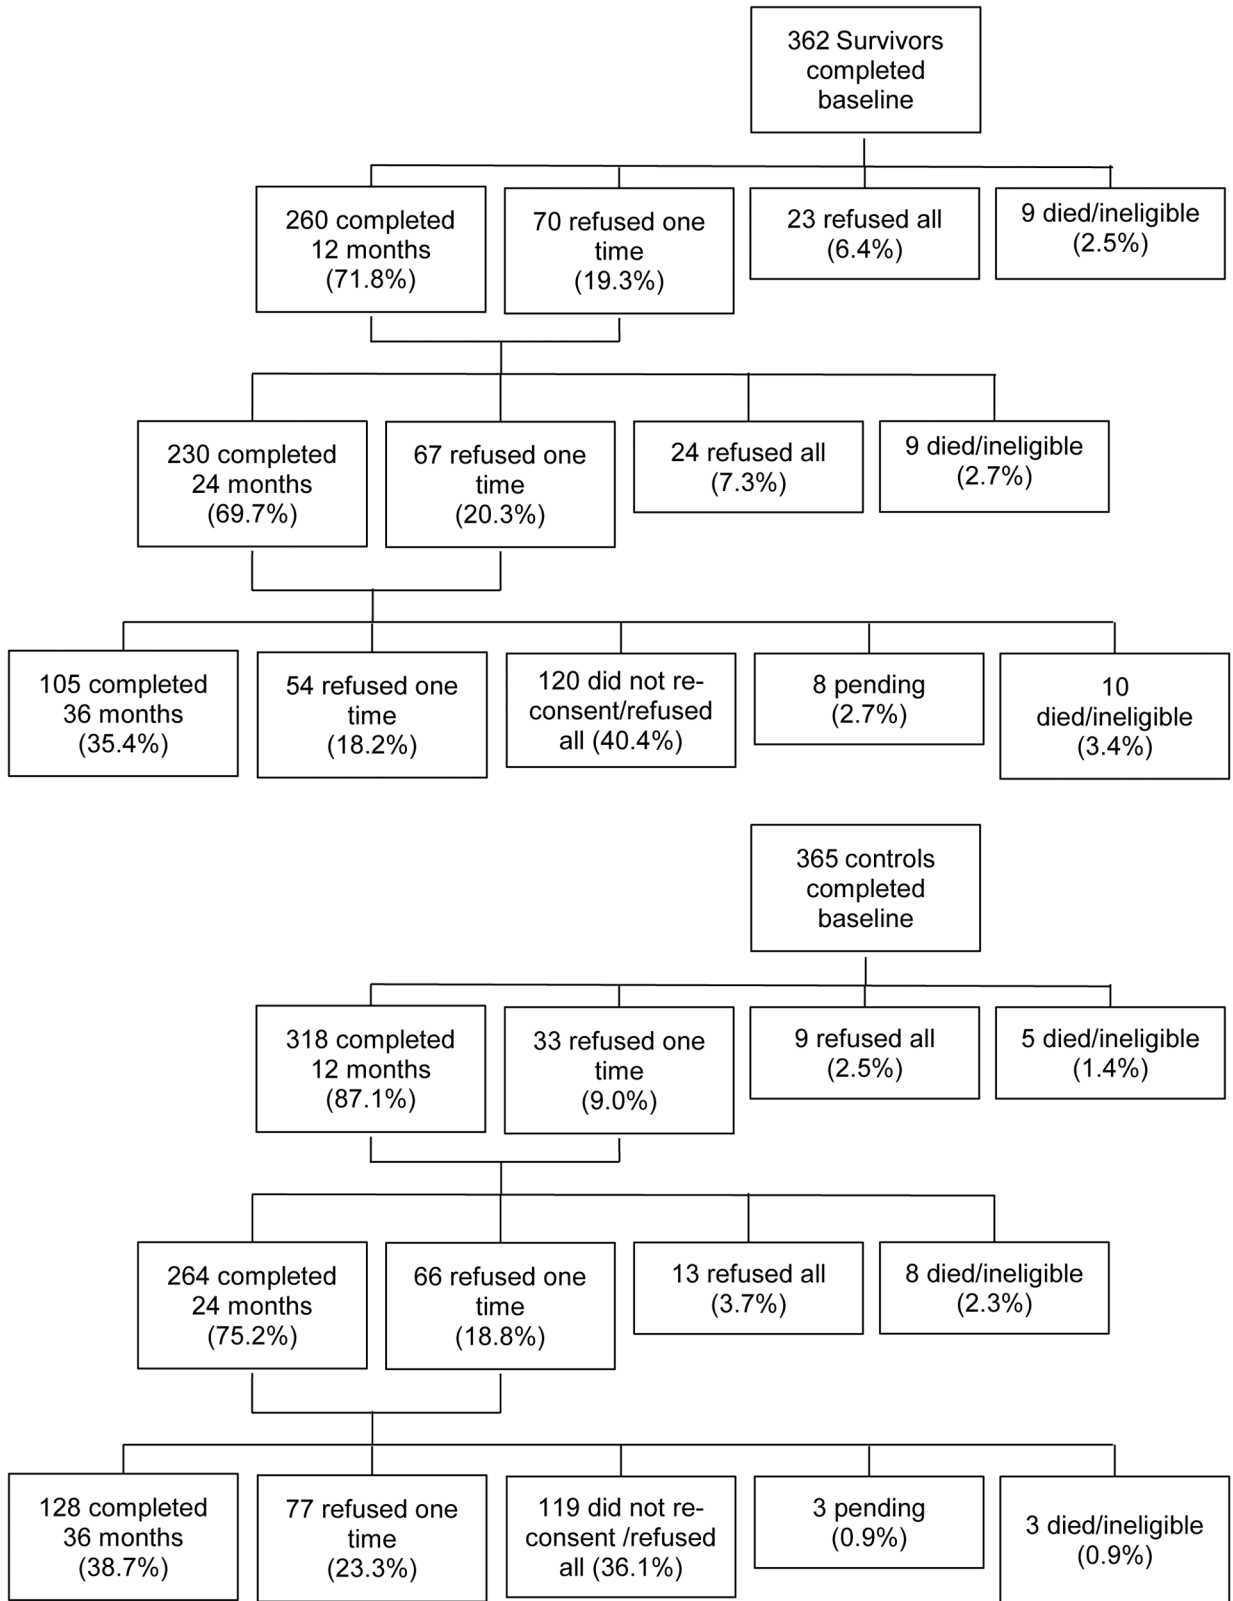 362 Survivors
completed
baseline
260 completed
12 months
(71.8%)
70 refused one
time
(19.3%)
23 refused all
(6.4%)
9 died/ineligible
(2.5%)
230 completed
24 months
(69.7%)
67 refused one
time
(20.3%)
24 refused all
(7.3%)
9 died/ineligible
(2.7%)
105 completed
36 months
(35.4%)
54 refused one
time
(18.2%)
120 did not re-
consent/refused
all (40.4%)
8 pending
(2.7%)
10
died/ineligible
(3.4%)
365 controls
completed
baseline
318 completed
12 months
(87.1%)
33 refused one
time
(9.0%)
9 refused all
(2.5%)
5 died/ineligible
(1.4%)
264 completed
24 months
(75.2%)
66 refused one
time
(18.8%)
13 refused all
(3.7%)
8 died/ineligible
(2.3%)
128 completed
36 months
(38.7%)
77 refused one
time
(23.3%)
119 did not re-
consent /refused
all (36.1%)
3 pending
(0.9%)
3 died/ineligible
(0.9%)